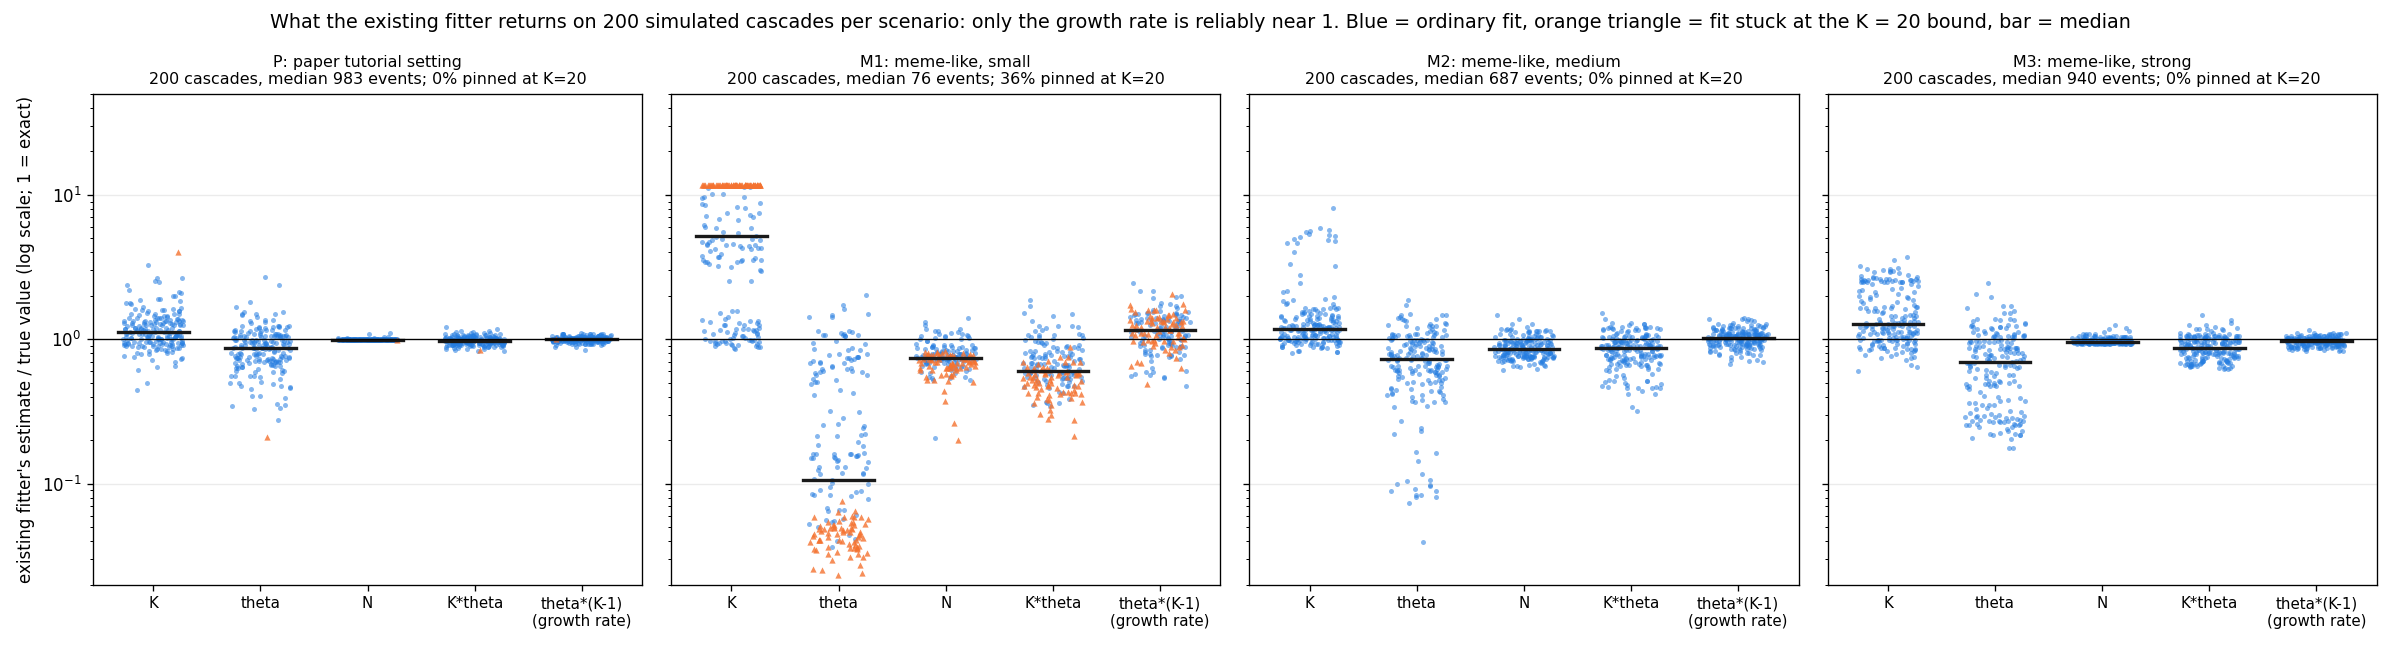 What the existing fitter returns on 200 simulated cascades per scenario: only the growth rate is reliably near 1. Blue = ordinary fit, orange triangle = fit stuck at the K = 20 bound, bar = median
P: paper tutorial setting
200 cascades, median 983 events; 0% pinned at K=20
M1: meme-like, small
200 cascades, median 76 events; 36% pinned at K=20
M2: meme-like, medium
200 cascades, median 687 events; 0% pinned at K=20
M3: meme-like, strong
200 cascades, median 940 events; 0% pinned at K=20
existing fitter's estimate / true value (log scale; 1 = exact)
10^1
10^0
10^-1
K theta N K*theta theta*(K-1)
(growth rate)
K theta N K*theta theta*(K-1)
(growth rate)
K theta N K*theta theta*(K-1)
(growth rate)
K theta N K*theta theta*(K-1)
(growth rate)